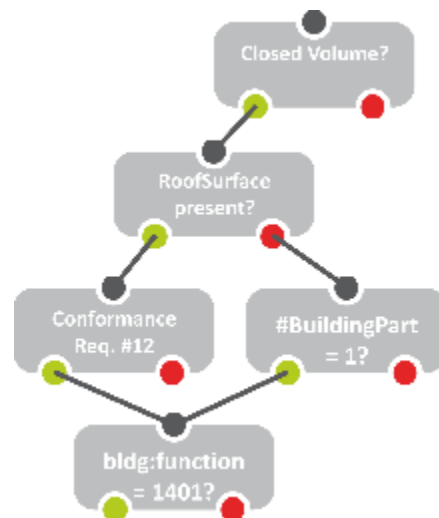 Closed Volume?
RoofSurface
present?
Conformance
Req. #12
#BuildingPart
= 1?
bldg:function
= 1401?